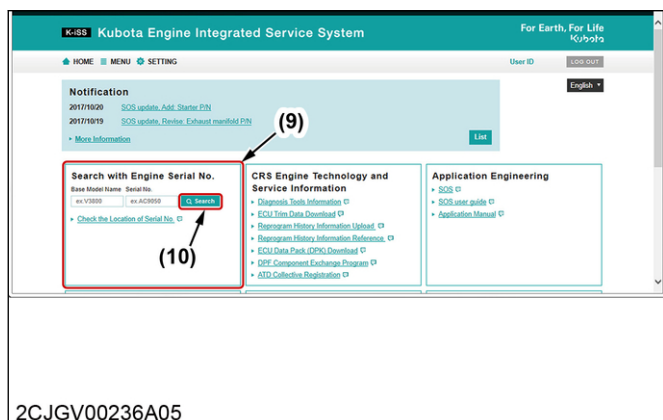 K-iSS Kubota Engine Integrated Service System
For Earth, For Life
Kubota
HOME MENU SETTING
User ID LOG OUT
English
Notification
2017/10/20 SOS update, Add: Starter P/N
2017/10/19 SOS update, Revise: Exhaust manifold P/N
More Information
List
(9)
Search with Engine Serial No.
Base Model Name Serial No.
ex:V3800 ex:AC0050 Search
Check the Location of Serial No.
(10)
CRS Engine Technology and
Service Information
Diagnosis Tools Information
ECU Trim Data Download
Reprogram History Information Upload
Reprogram History Information Reference
ECU Data Pack (DPK) Download
DPF Component Exchange Program
ATD Collective Registration
Application Engineering
SOS
SOS user guide
Application Manual
2CJGV00236A05